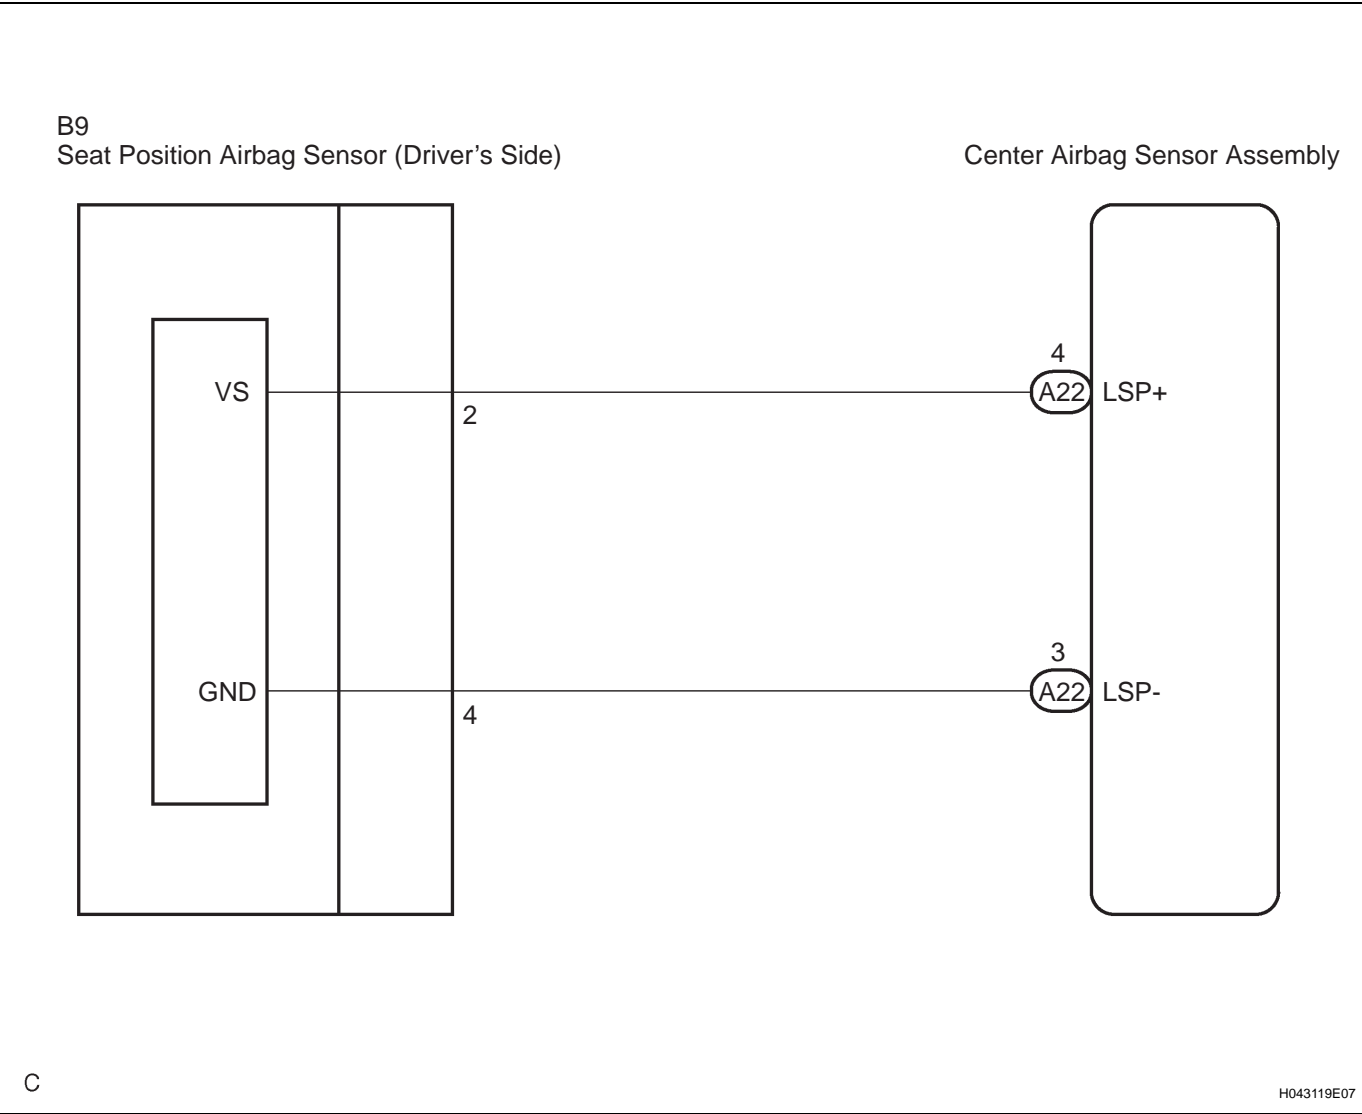 B9
Seat Position Airbag Sensor (Driver’s Side)
Center Airbag Sensor Assembly
4
VS
A22
LSP+
2
3
GND
A22
LSP-
4
C
H043119E07